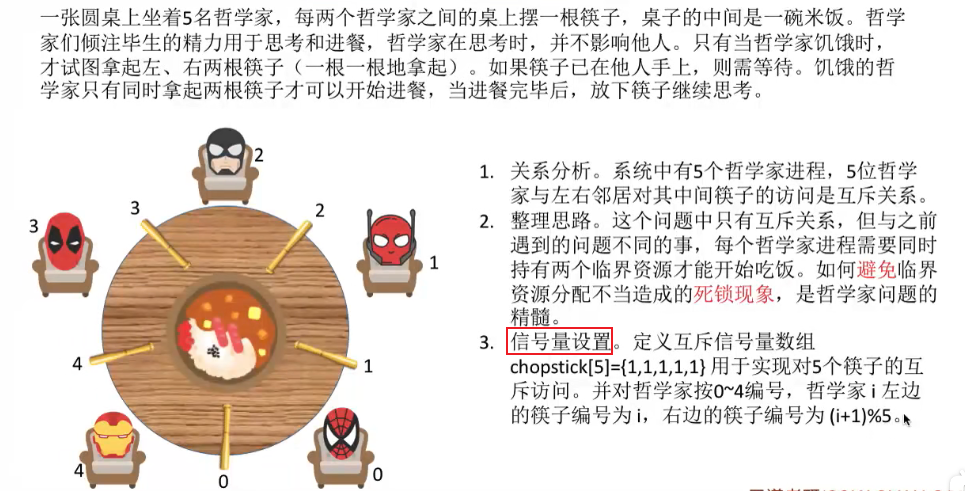 一张圆桌上坐着5名哲学家，每两个哲学家之间的桌上摆一根筷子，桌子的中间是一碗米饭。哲学
家们倾注毕生的精力用于思考和进餐，哲学家在思考时，并不影响他人。只有当哲学家饥饿时，
才试图拿起左、右两根筷子（一根一根地拿起）。如果筷子已在他人手上，则需等待。饥饿的哲
学家只有同时拿起两根筷子才可以开始进餐，当进餐完毕后，放下筷子继续思考。
2
3
2
3
1
4
1
4
0
0
1. 关系分析。系统中有5个哲学家进程，5位哲学
家与左右邻居对其中间筷子的访问是互斥关系。
2. 整理思路。这个问题中只有互斥关系，但与之前
遇到的问题不同的事，每个哲学家进程需要同时
持有两个临界资源才能开始吃饭。如何避免临界
资源分配不当造成的死锁现象，是哲学家问题的
精髓。
3. 信号量设置。定义互斥信号量数组
chopstick[5]={1,1,1,1,1} 用于实现对5个筷子的互
斥访问。并对哲学家按0~4编号，哲学家 i 左边
的筷子编号为 i，右边的筷子编号为 (i+1)%5。